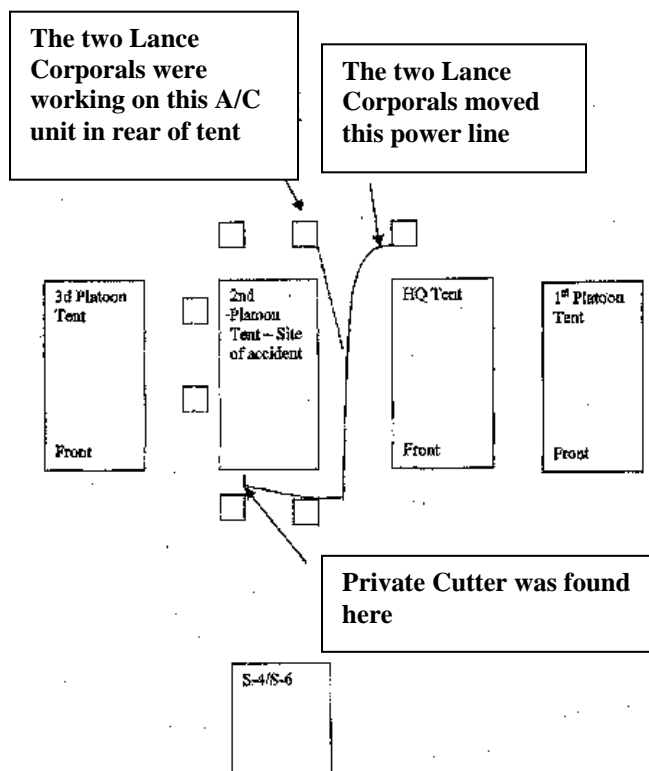 The two Lance
Corporals were
working on this A/C
unit in rear of tent
The two Lance
Corporals moved
this power line
3d Platoon
Tent
2nd
Platoon
Tent – Site
of accident
HQ Tent
1st Platoon
Tent
Front
Front
Front
Private Cutter was found
here
S-4/S-6